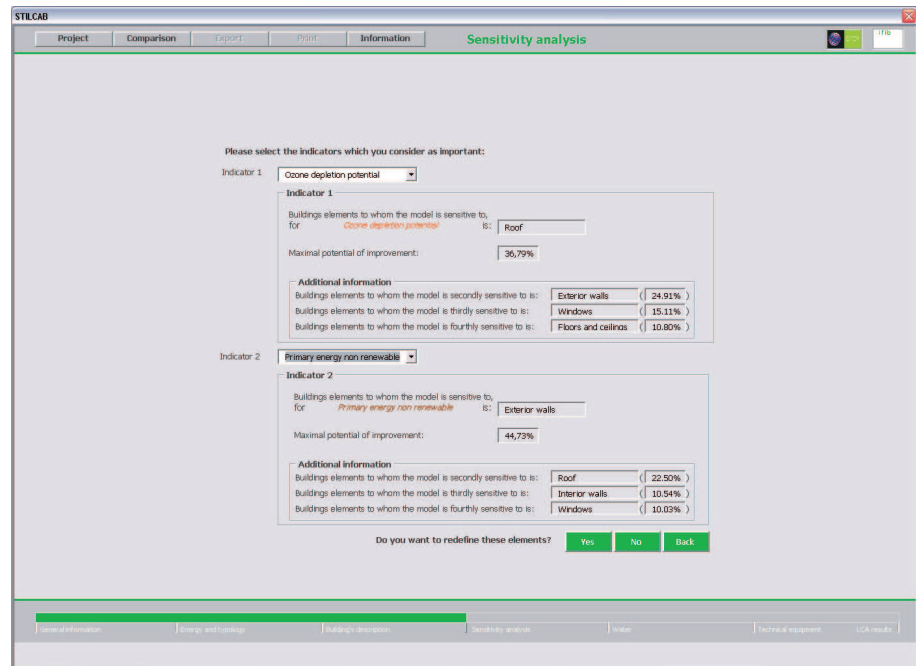 STILCAB
Project Comparison Export Print Information Sensitivity analysis ifib
Please select the indicators which you consider as important:
Indicator 1 Ozone depletion potential
Indicator 1
Buildings elements to whom the model is sensitive to,
for Ozone depletion potential is: Roof
Maximal potential of improvement: 36,79%
Additional information
Buildings elements to whom the model is secondly sensitive to is: Exterior walls ( 24.91% )
Buildings elements to whom the model is thirdly sensitive to is: Windows ( 15.11% )
Buildings elements to whom the model is fourthly sensitive to is: Floors and ceilings ( 10.80% )
Indicator 2 Primary energy non renewable
Indicator 2
Buildings elements to whom the model is sensitive to,
for Primary energy non renewable is: Exterior walls
Maximal potential of improvement: 44,73%
Additional information
Buildings elements to whom the model is secondly sensitive to is: Roof ( 22.50% )
Buildings elements to whom the model is thirdly sensitive to is: Interior walls ( 10.54% )
Buildings elements to whom the model is fourthly sensitive to is: Windows ( 10.03% )
Do you want to redefine these elements? Yes No Back
General information Energy and typology Building's description Sensitivity analysis Water Technical equipment LCA results